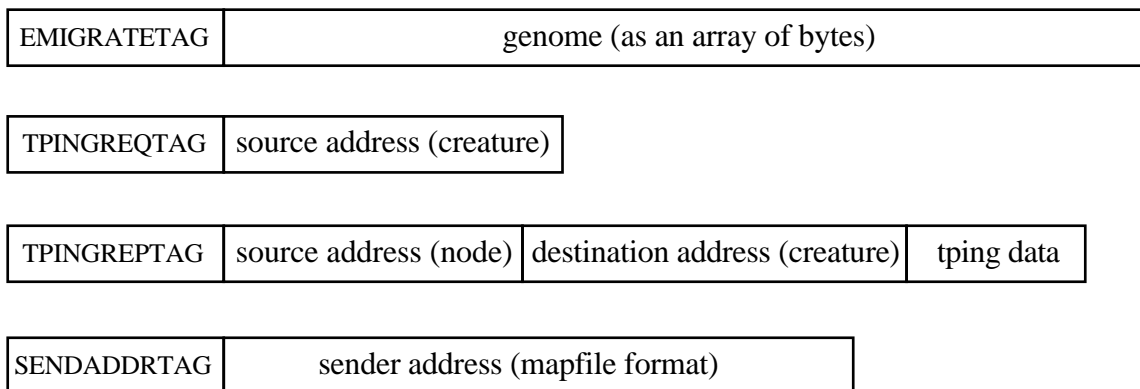 EMIGRATETAG genome (as an array of bytes)
TPINGREQTAG source address (creature)
TPINGREPTAG source address (node) destination address (creature) tping data
SENDADDRTAG sender address (mapfile format)